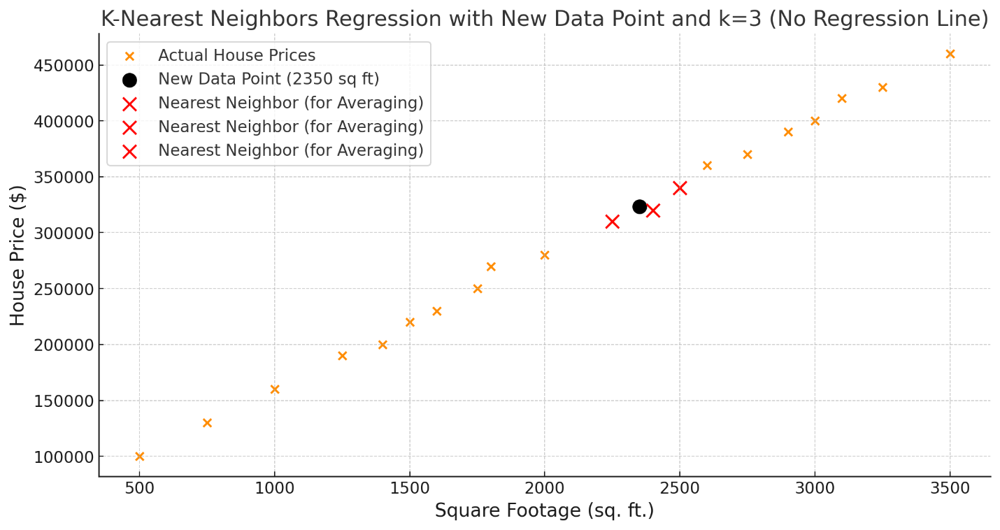 K-Nearest Neighbors Regression with New Data Point and k=3 (No Regression Line)
Actual House Prices
New Data Point (2350 sq ft)
Nearest Neighbor (for Averaging)
Nearest Neighbor (for Averaging)
Nearest Neighbor (for Averaging)
House Price ($)
450000
400000
350000
300000
250000
200000
150000
100000
500 1000 1500 2000 2500 3000 3500
Square Footage (sq. ft.)